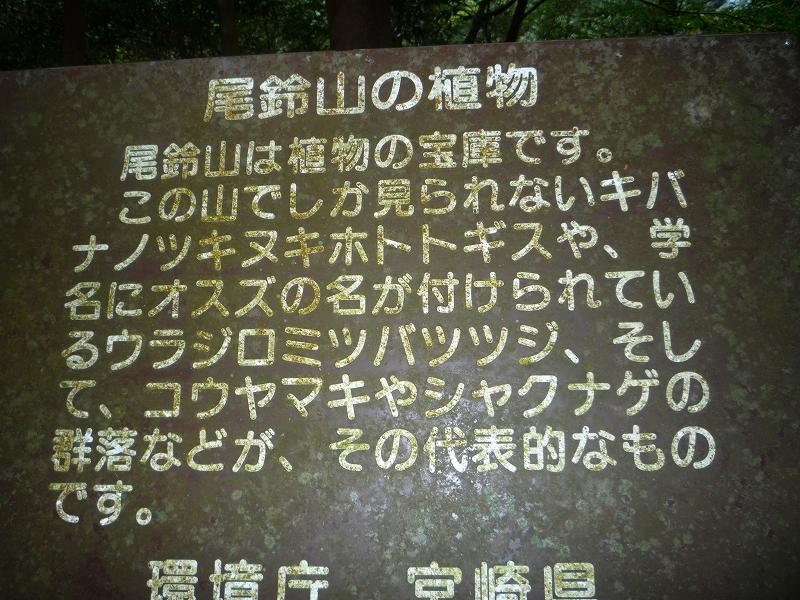 尾鈴山の植物
尾鈴山は植物の宝庫です。
この山でしか見られないキバ
ナノツキヌキホトトギスや、学
名にオスズの名が付けられてい
るウラジロミツバツツジ、そし
て、コウヤマキやシャクナゲの
群落などが、その代表的なもの
です。
環境庁 宮崎県